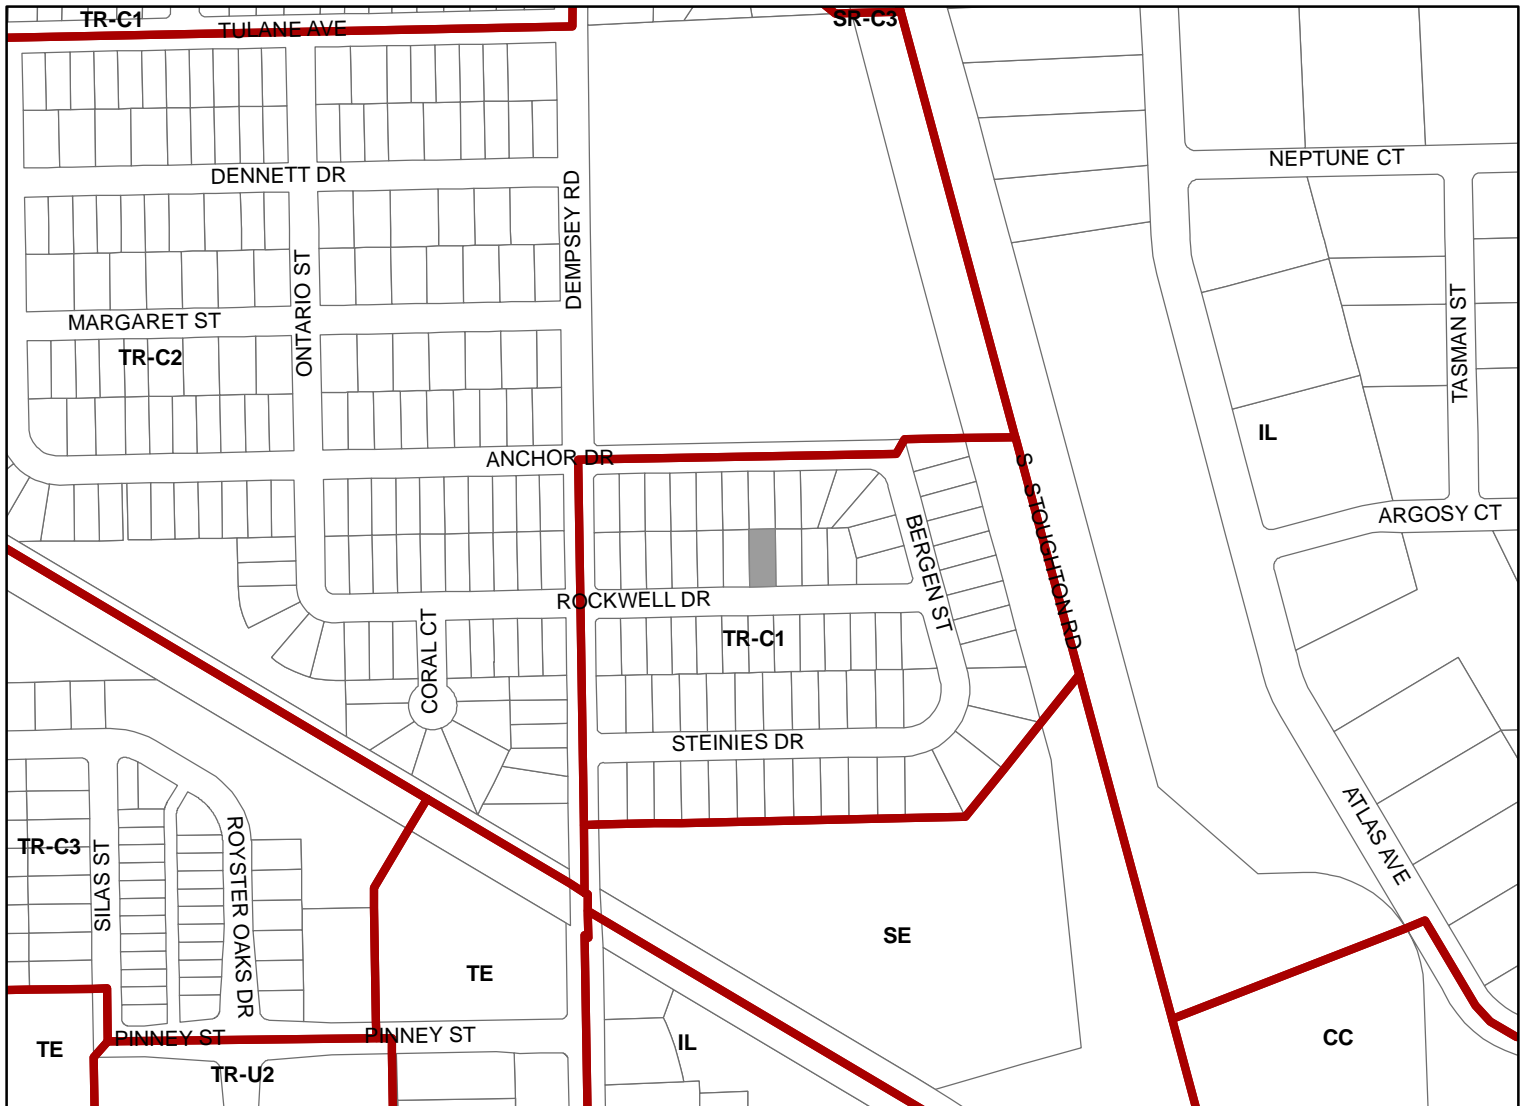 TR-C1
SR-C3
TULANE AVE
NEPTUNE CT
DENNETT DR
DEMPSEY RD
ONTARIO ST
MARGARET ST
TR-C2
TASMAN ST
IL
ANCHOR DR
S STOUGHTON RD
ARGOSY CT
BERGEN ST
ROCKWELL DR
TR-C1
CORAL CT
STEINIES DR
ATLAS AVE
TR-C3
SILAS ST
ROYSTER OAKS DR
SE
TE
PINNEY ST
PINNEY ST
TE
IL
CC
TR-U2